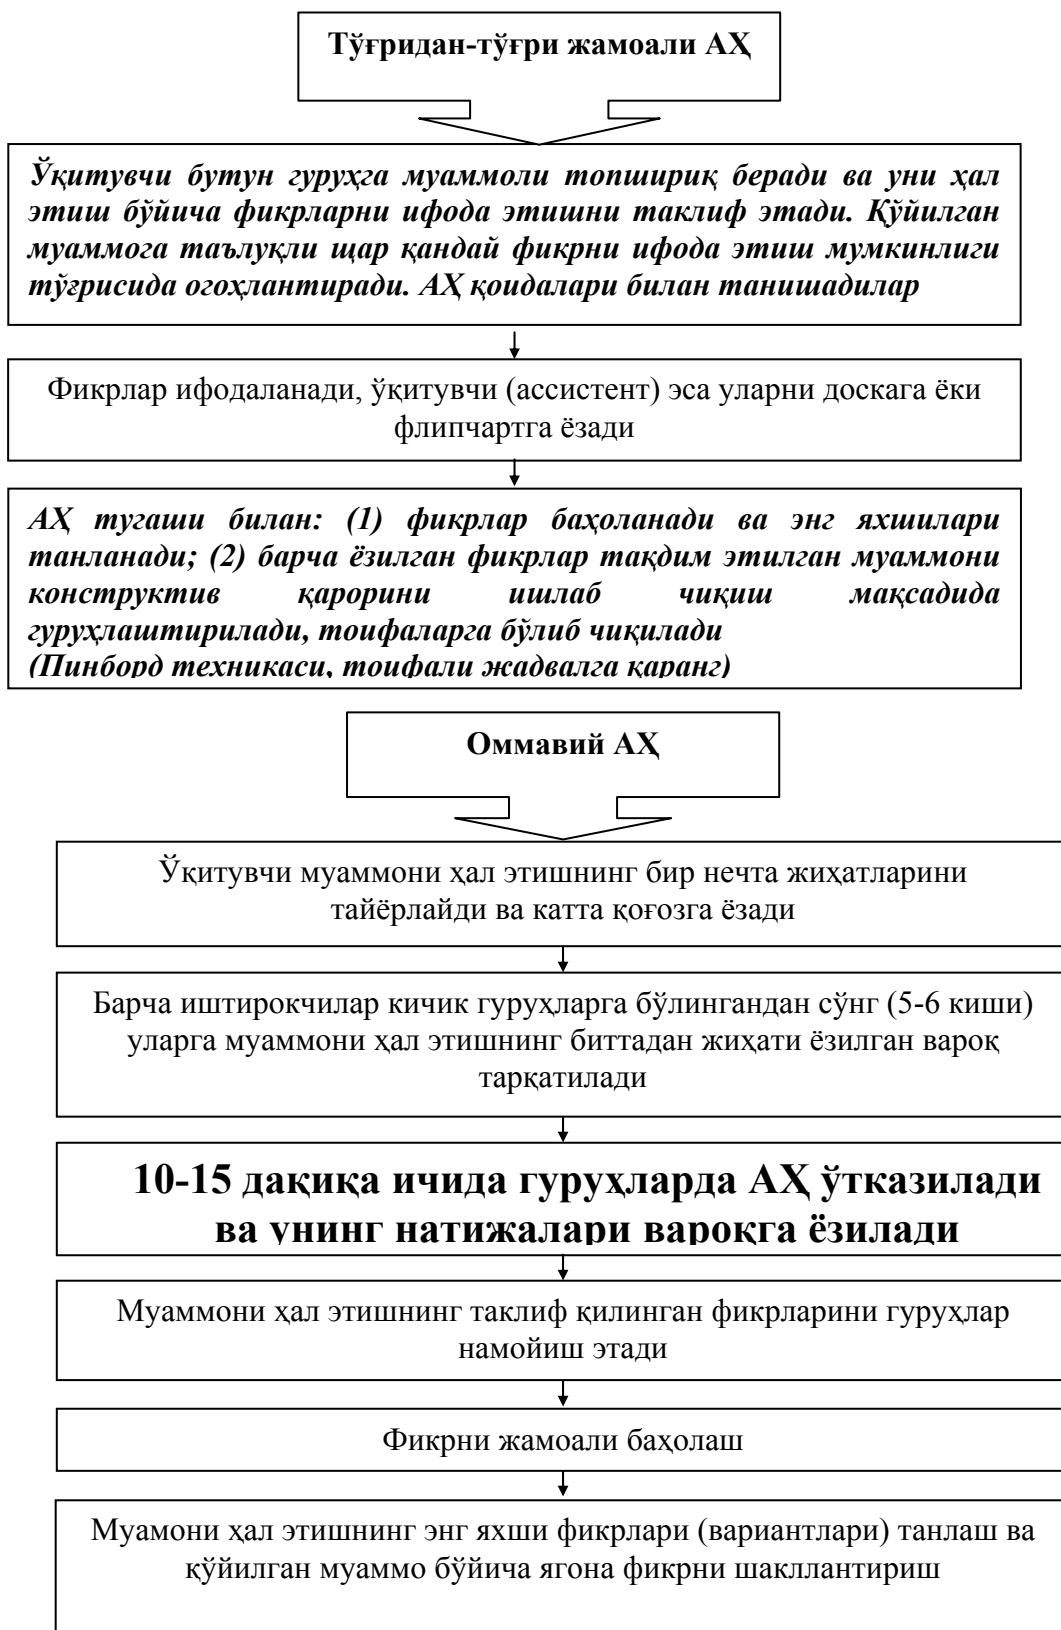 Тўғридан-тўғри жамоали АҲ
Ўқитувчи бутун гуруҳга муаммоли топшириқ беради ва уни ҳал
этиш бўйича фикрларни ифода этишни таклиф этади. Қўйилган
муаммога таълуқли щар қандай фикрни ифода этиш мумкинлиги
тўғрисида огоҳлантиради. АҲ қоидалари билан танишадилар
Фикрлар ифодаланади, ўқитувчи (ассистент) эса уларни доскага ёки
флипчартга ёзади
АҲ тугаши билан: (1) фикрлар баҳоланади ва энг яхшилари
танланади; (2) барча ёзилган фикрлар тақдим этилган муаммони
конструктив қарорини ишлаб чиқиш мақсадида
гуруҳлаштирилади, тоифаларга бўлиб чиқилади
(Пинборд техникаси, тоифали жадвалга қаранг)
Оммавий АҲ
Ўқитувчи муаммони ҳал этишнинг бир нечта жиҳатларини
тайёрлайди ва катта қоғозга ёзади
Барча иштирокчилар кичик гуруҳларга бўлингандан сўнг (5-6 киши)
уларга муаммони ҳал этишнинг биттадан жиҳати ёзилган вароқ
тарқатилади
10-15 дақиқа ичида гуруҳларда АҲ ўтказилади
ва унинг натижалари вароқга ёзилади
Муаммони ҳал этишнинг таклиф қилинган фикрларини гуруҳлар
намойиш этади
Фикрни жамоали баҳолаш
Муамони ҳал этишнинг энг яхши фикрлари (вариантлари) танлаш ва
қўйилган муаммо бўйича ягона фикрни шакллантириш